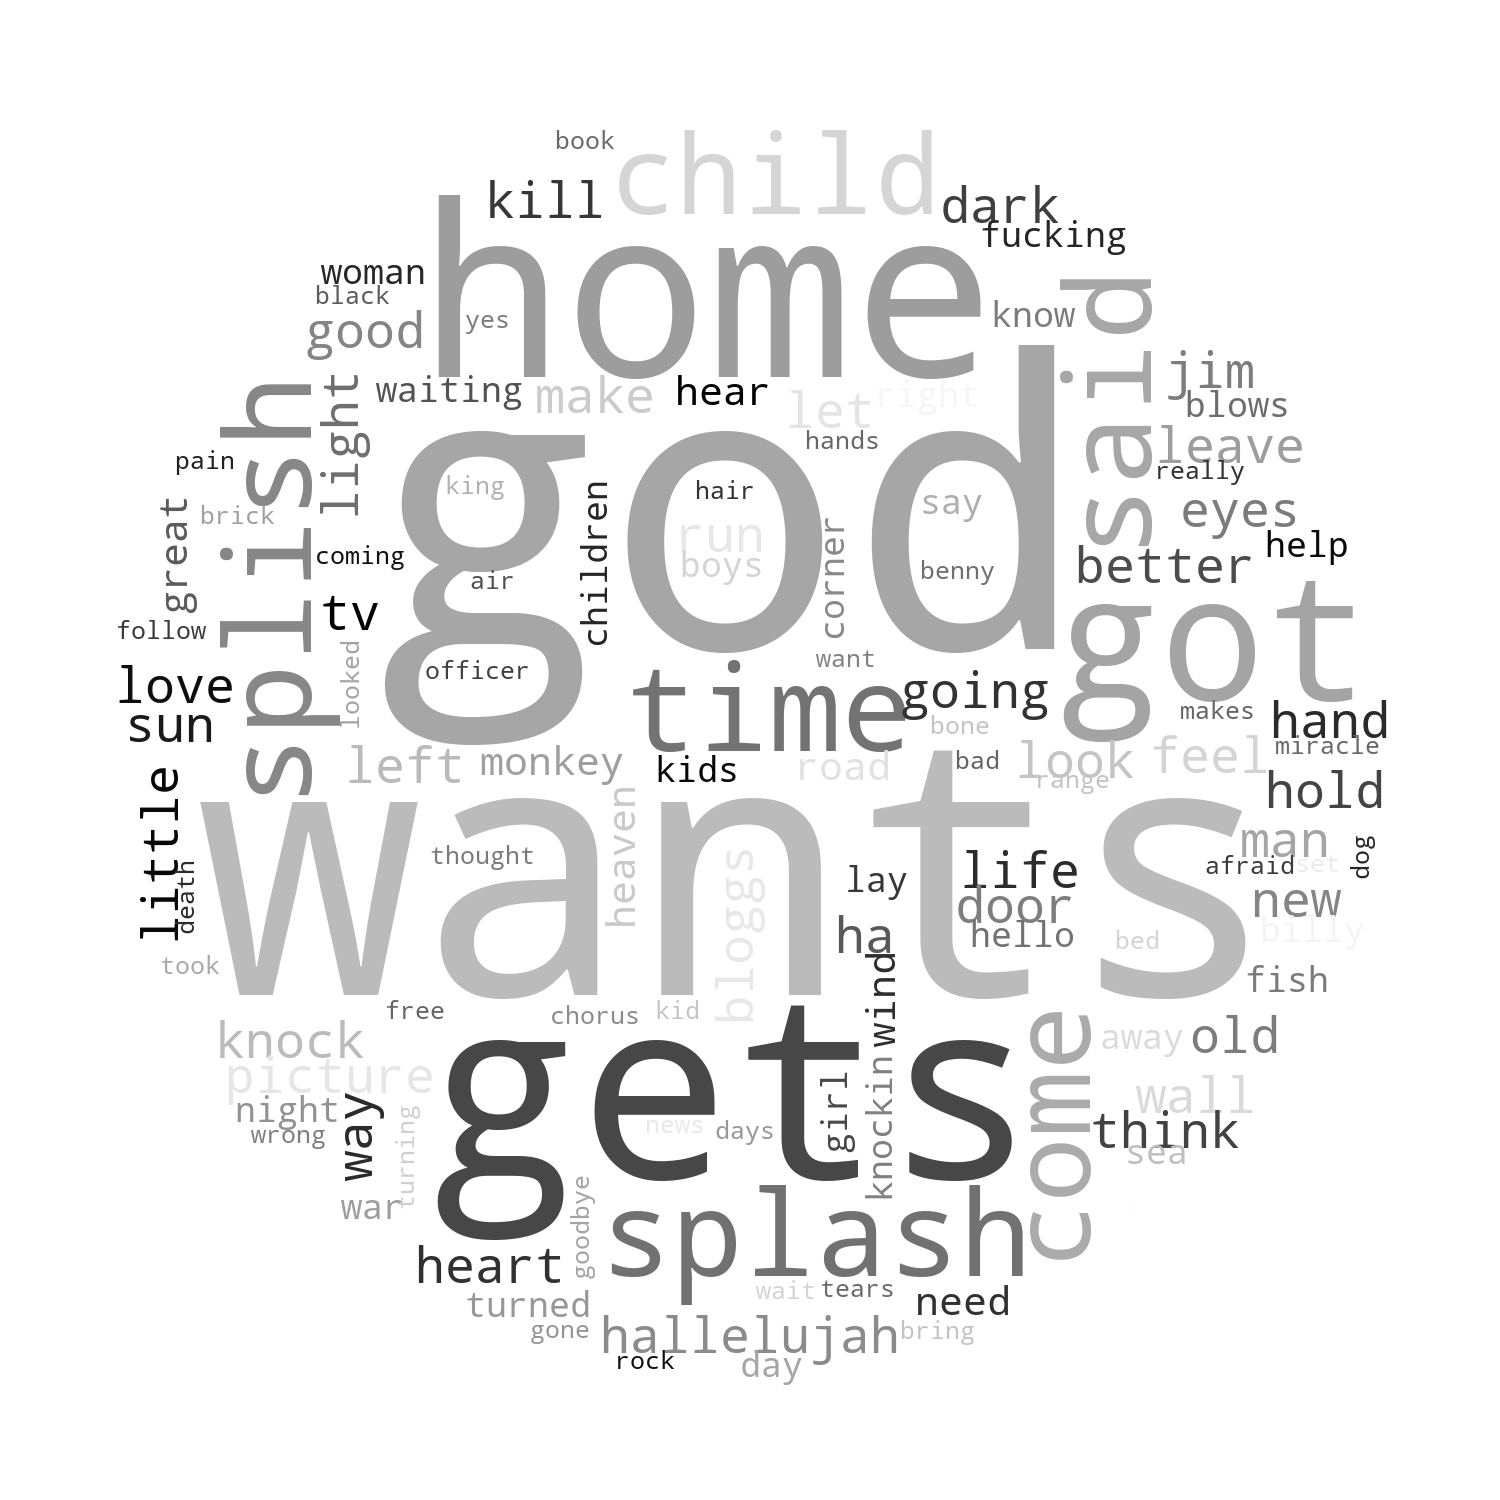 book
child
kill
dark
home
fucking
woman
black
yes
good
know
said
jim
waiting
make
hear
let
right
blows
splish
light
god
hands
leave
pain
really
king
hair
say
eyes
great
brick
run
children
corner
boys
benny
coming
air
better
help
got
tv
follow
officer
want
looked
time
love
going
sun
makes
hand
bone
left
monkey
kids
road
bad
look
range
feel
miracle
hold
wants
little
death
thought
heaven
bloggs
lay
life
man
afraid
set
dog
door
new
ha
hello
bed
billy
took
wind
fish
free
chorus
kid
knock
gets
come
away
old
picture
night
way
wrong
turning
news
days
girl
knockin
wall
think
sea
war
goodbye
splash
heart
turned
wait
tears
need
gone
hallelujah
bring
rock
day